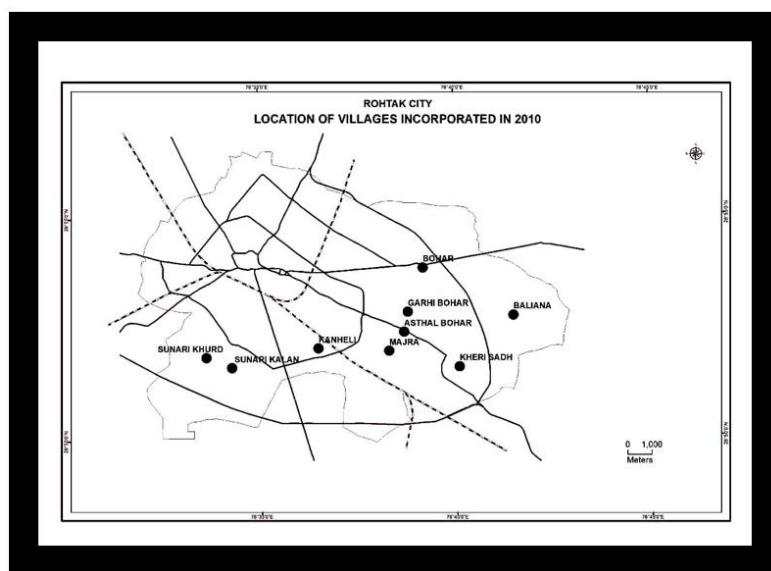 ROHTAK CITY
LOCATION OF VILLAGES INCORPORATED IN 2010
BOHAR
GARHI BOHAR
BALIANA
ASTHAL BOHAR
KANHELI
MAJRA
SUNARI KHURD
SUNARI KALAN
KHERI SADH
0 1,000
Meters